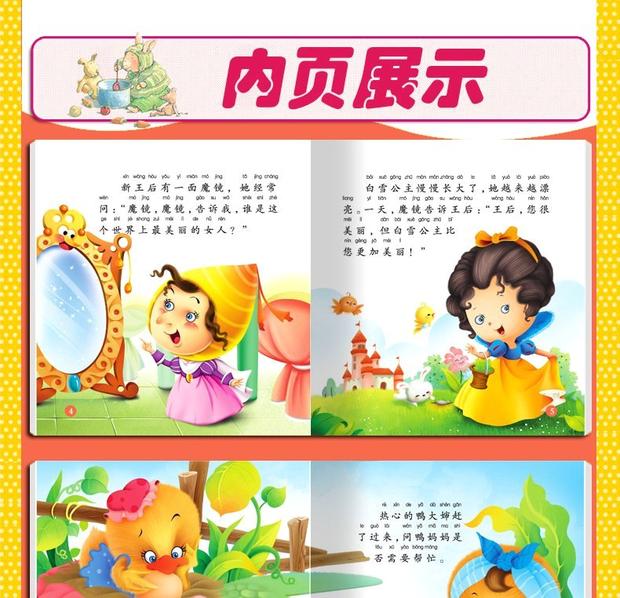 内页展示
xīn wáng hòu yǒu yí miàn mó jìng tā jīng cháng
新王后有一面魔镜，她经常
wèn mó jìng mó jìng gào sù wǒ shuí shì zhè
问：“魔镜，魔镜，告诉我，谁是这
gè shì jiè shàng zuì měi lì de nǚ rén
个世界上最美丽的女人？”
4
bái xuě gōng zhǔ màn màn zhǎng dà le tā yuè lái yuè piào
白雪公主慢慢长大了，她越来越漂
liang yì tiān mó jìng gào sù wáng hòu wáng hòu nín hěn
亮。一天，魔镜告诉王后：“王后，您很
měi lì dàn bái xuě gōng zhǔ bǐ
美丽，但白雪公主比
nín gèng jiā měi lì
您更加美丽！”
5
rè xīn de yā dà shěn gǎn
热心的鸭大婶赶
le guò lái wèn yā mā ma shì
了过来，问鸭妈妈是
fǒu xū yào bāng máng
否需要帮忙。